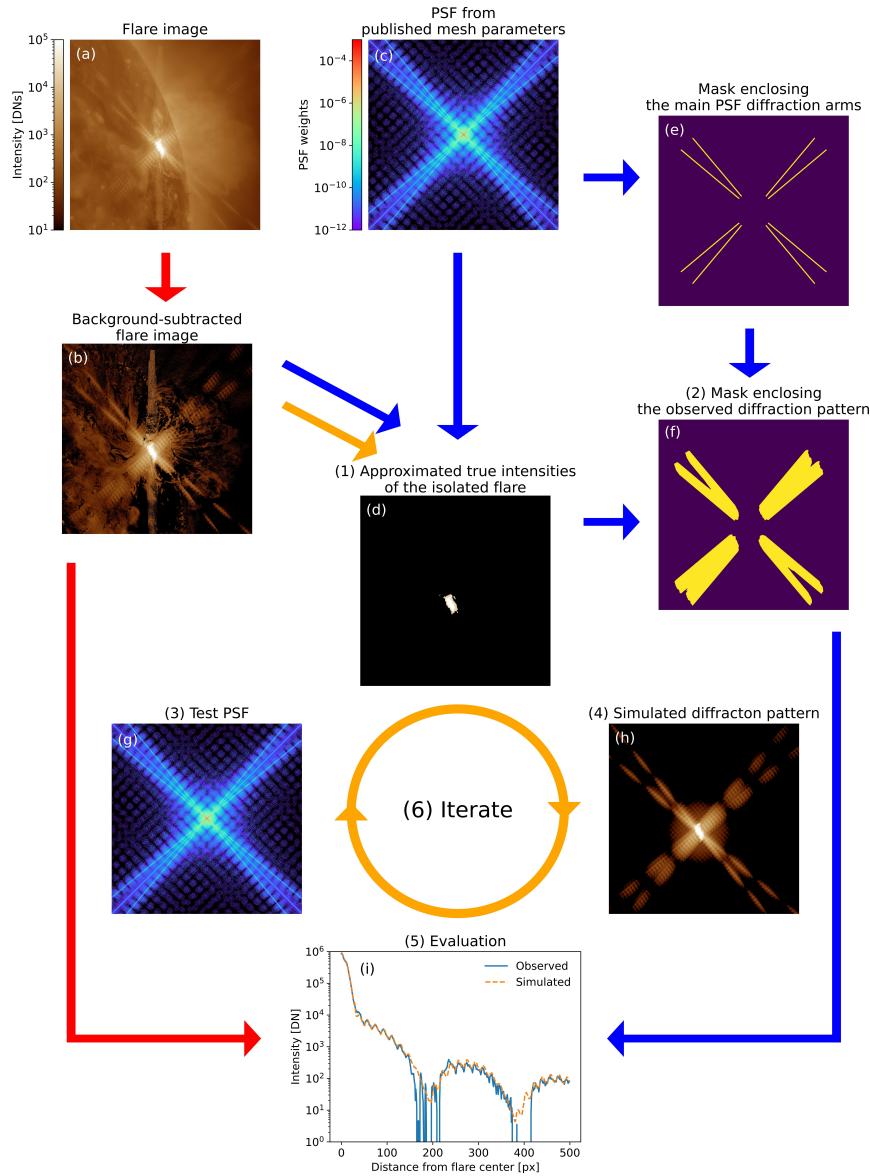 Flare image
(a)
Intensity [DNs]
10^5
10^4
10^3
10^2
10^1
PSF from
published mesh parameters
(c)
PSF weights
10^−4
10^−6
10^−8
10^−10
10^−12
Mask enclosing
the main PSF diffraction arms
(e)
Background-subtracted
flare image
(b)
(2) Mask enclosing
the observed diffraction pattern
(f)
(1) Approximated true intensities
of the isolated flare
(d)
(3) Test PSF
(g)
(6) Iterate
(4) Simulated diffracton pattern
(h)
(5) Evaluation
(i)
Observed
Simulated
Intensity [DN]
10^6
10^5
10^4
10^3
10^2
10^1
10^0
0 100 200 300 400 500
Distance from flare center [px]